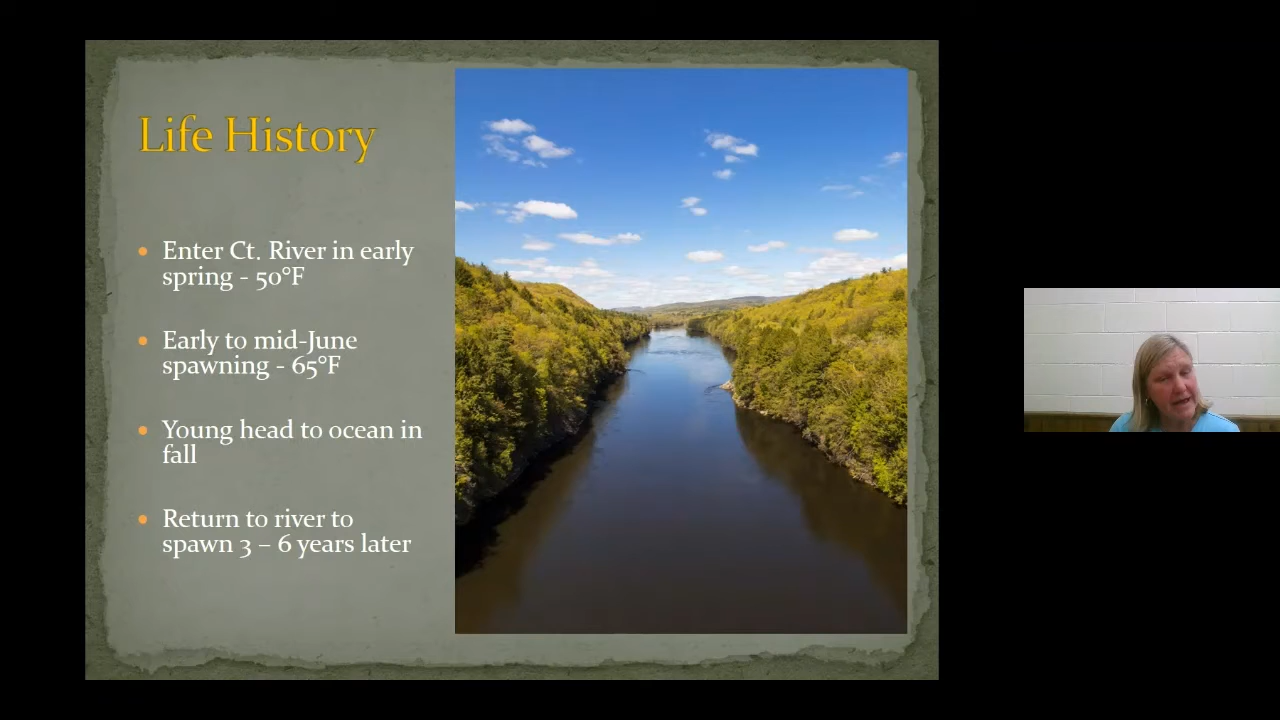 Life History
• Enter Ct. River in early
spring - 50°F
• Early to mid-June
spawning - 65°F
• Young head to ocean in
fall
• Return to river to
spawn 3 – 6 years later